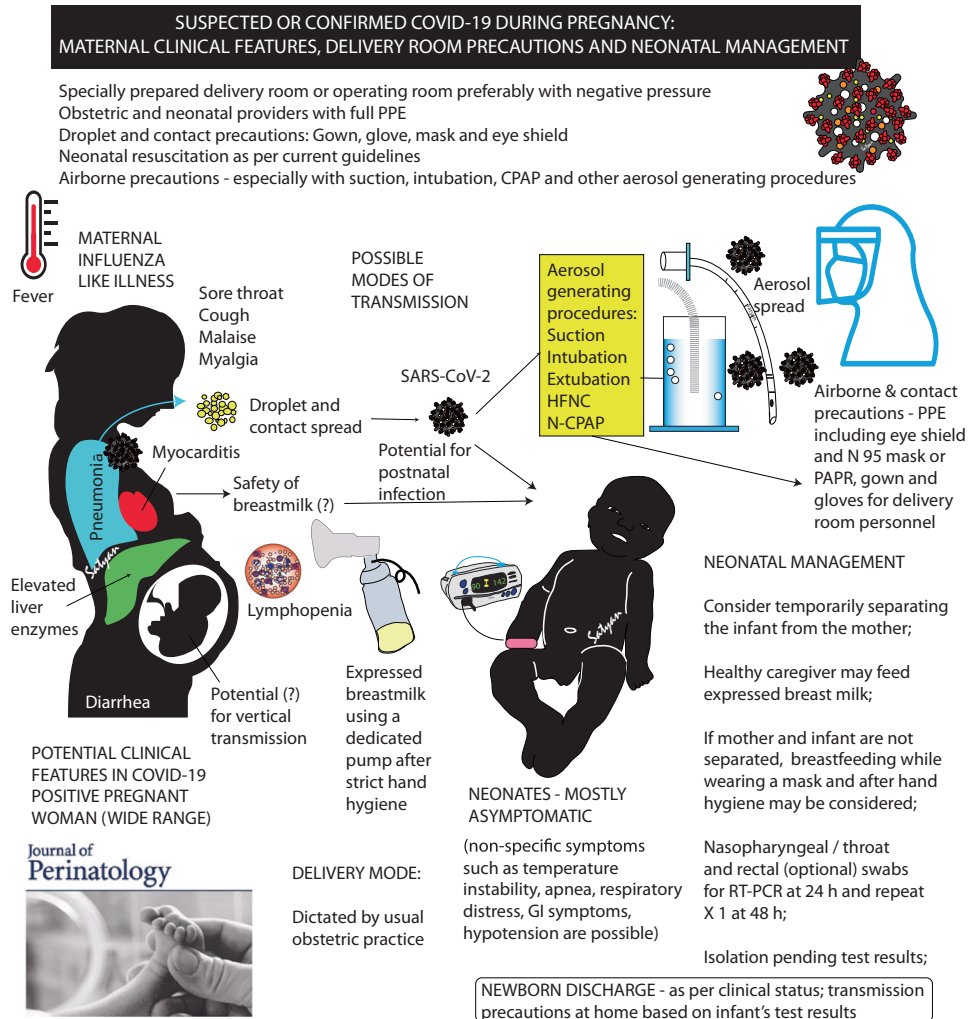 SUSPECTED OR CONFIRMED COVID-19 DURING PREGNANCY:
MATERNAL CLINICAL FEATURES, DELIVERY ROOM PRECAUTIONS AND NEONATAL MANAGEMENT
Specially prepared delivery room or operating room preferably with negative pressure
Obstetric and neonatal providers with full PPE
Droplet and contact precautions: Gown, glove, mask and eye shield
Neonatal resuscitation as per current guidelines
Airborne precautions - especially with suction, intubation, CPAP and other aerosol generating procedures
Fever
MATERNAL
INFLUENZA
LIKE ILLNESS
Sore throat
Cough
Malaise
Myalgia
POSSIBLE
MODES OF
TRANSMISSION
SARS-CoV-2
Droplet and
contact spread
Potential for
postnatal
infection
Aerosol
generating
procedures:
Suction
Intubation
Extubation
HFNC
N-CPAP
Aerosol
spread
Airborne & contact
precautions - PPE
including eye shield
and N 95 mask or
PAPR, gown and
gloves for delivery
room personnel
Pneumonia
Myocarditis
Safety of
breastmilk (?)
Satyan
Elevated
liver
enzymes
Lymphopenia
Diarrhea
Potential (?)
for vertical
transmission
Expressed
breastmilk
using a
dedicated
pump after
strict hand
hygiene
90
142
Satyan
POTENTIAL CLINICAL
FEATURES IN COVID-19
POSITIVE PREGNANT
WOMAN (WIDE RANGE)
Journal of
Perinatology
DELIVERY MODE:
Dictated by usual
obstetric practice
NEONATES - MOSTLY
ASYMPTOMATIC
(non-specific symptoms
such as temperature
instability, apnea, respiratory
distress, GI symptoms,
hypotension are possible)
NEONATAL MANAGEMENT
Consider temporarily separating
the infant from the mother;
Healthy caregiver may feed
expressed breast milk;
If mother and infant are not
separated, breastfeeding while
wearing a mask and after hand
hygiene may be considered;
Nasopharyngeal / throat
and rectal (optional) swabs
for RT-PCR at 24 h and repeat
X 1 at 48 h;
Isolation pending test results;
NEWBORN DISCHARGE - as per clinical status; transmission
precautions at home based on infant's test results